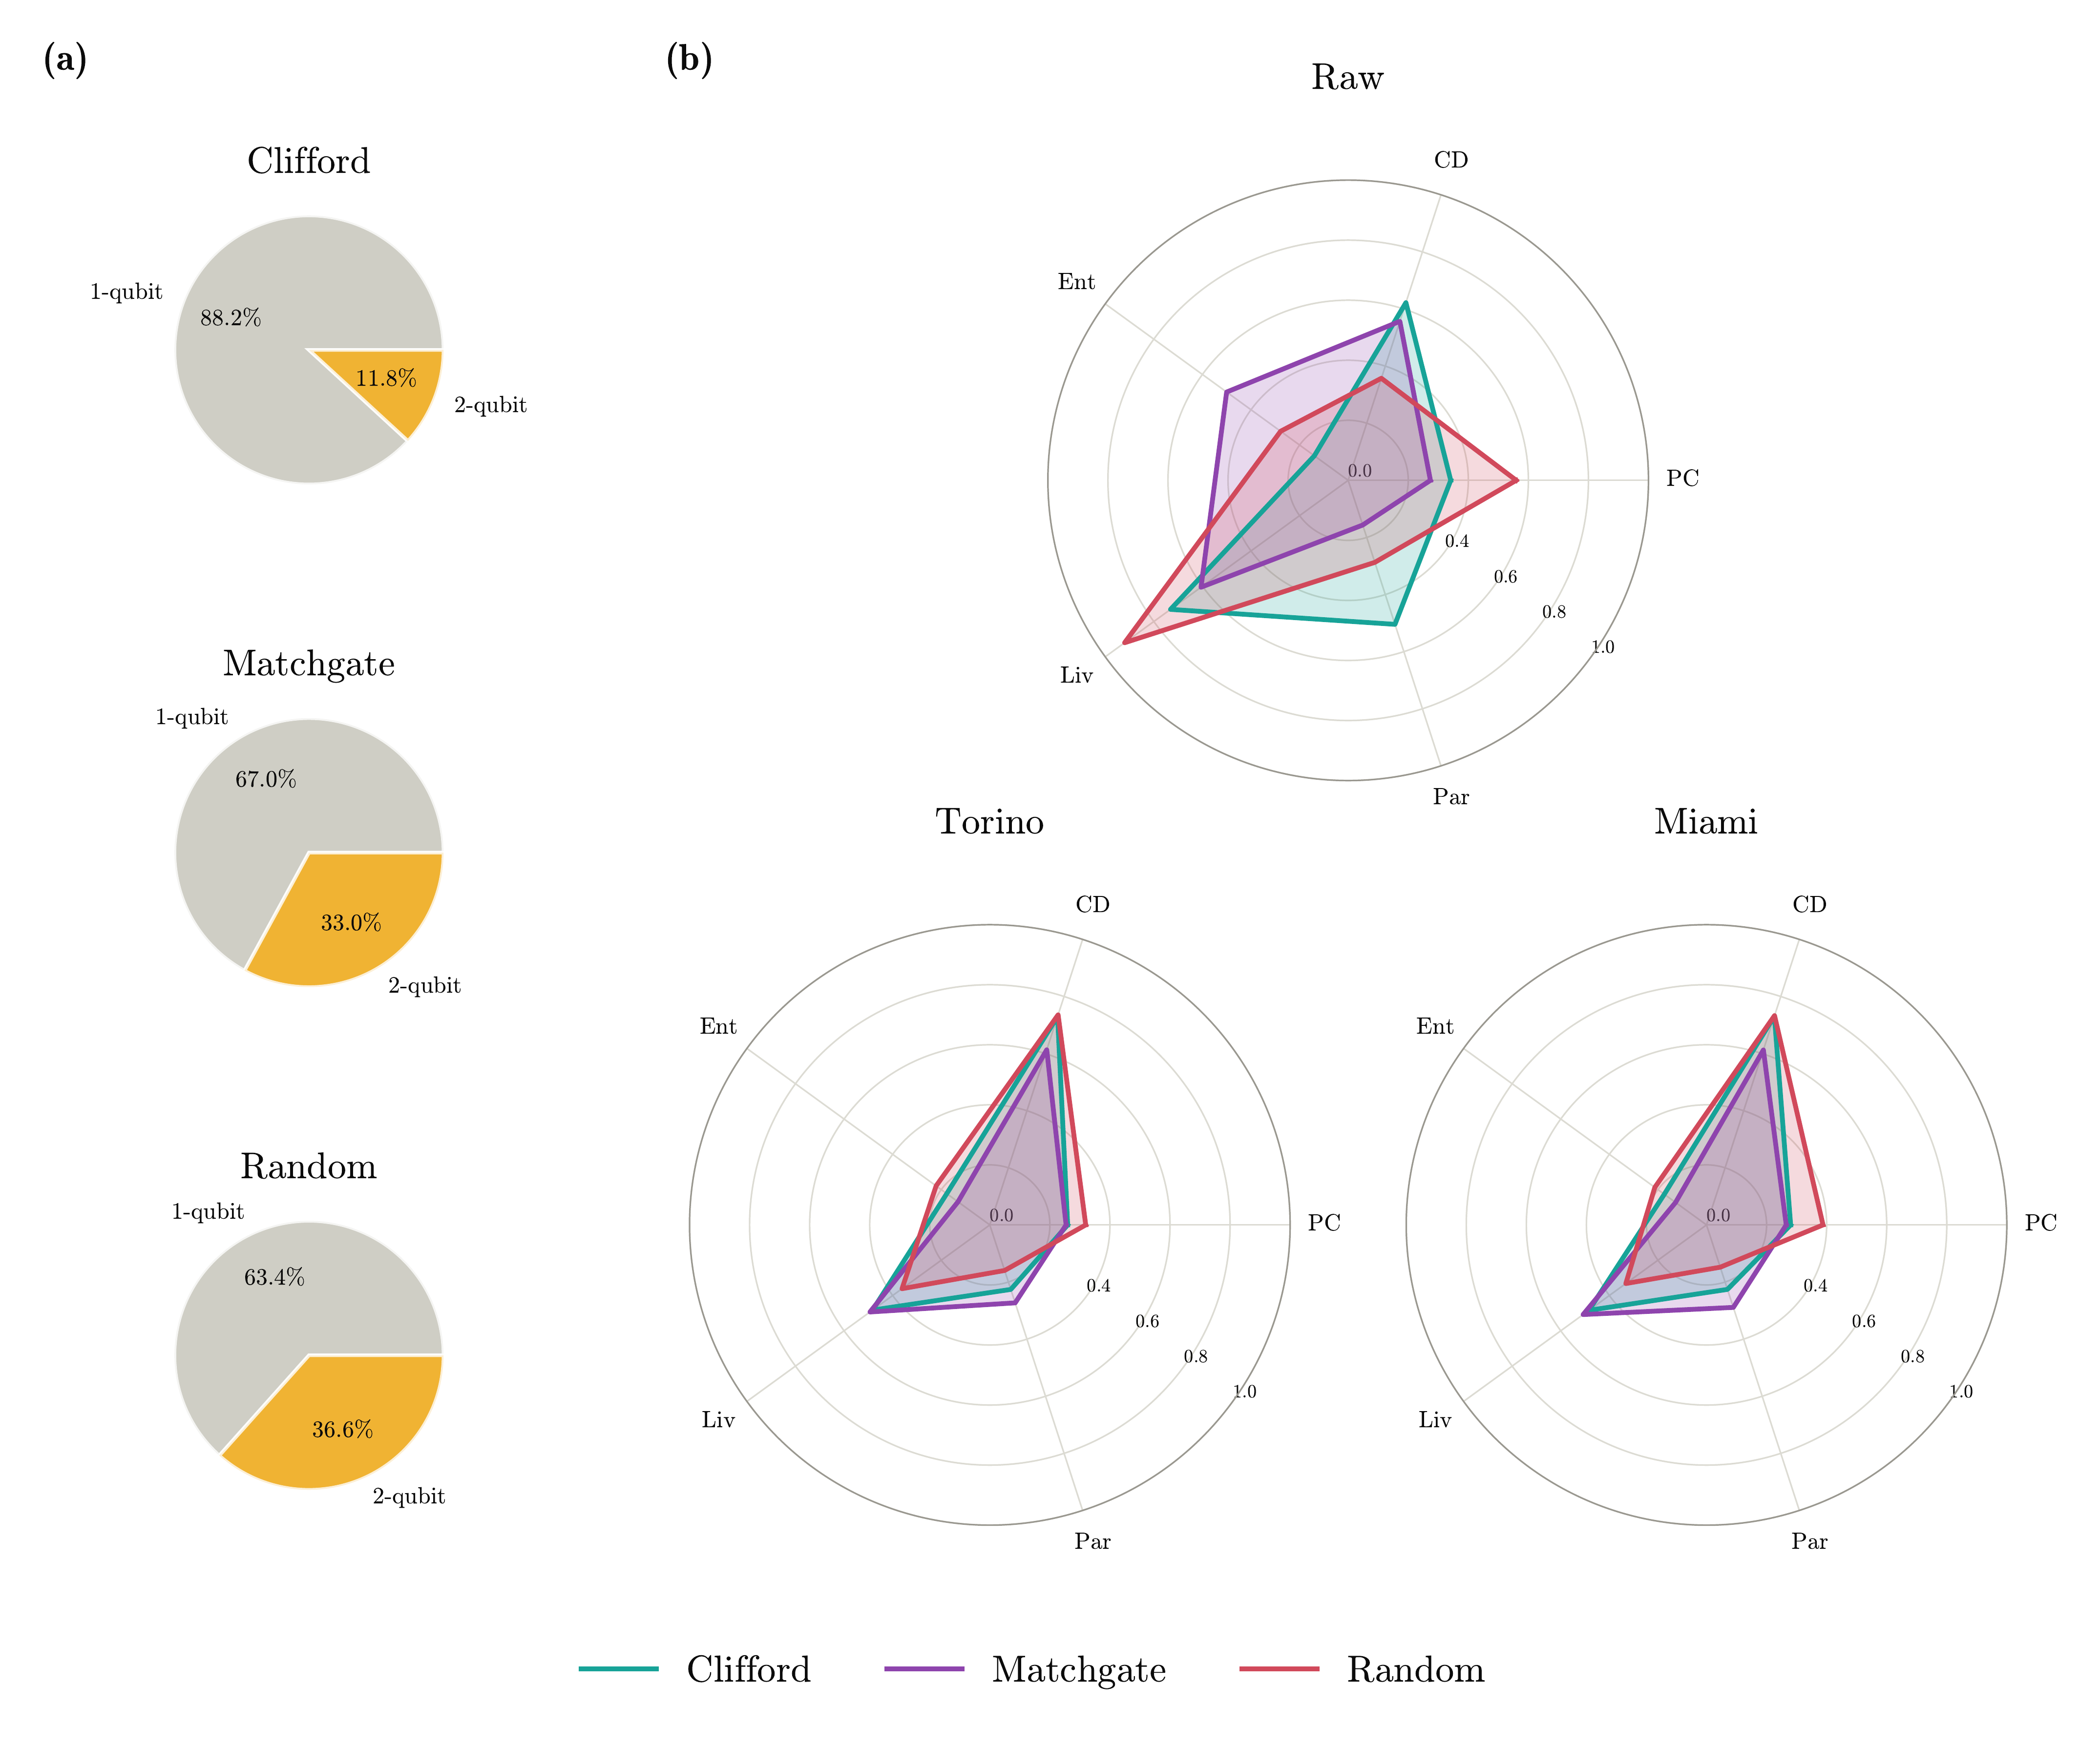 (a)
Clifford
1-qubit
88.2%
11.8%
2-qubit
Matchgate
1-qubit
67.0%
33.0%
2-qubit
Random
1-qubit
63.4%
36.6%
2-qubit
(b)
Raw
CD
Ent
PC
Liv
Par
0.0
0.4
0.6
0.8
1.0
Torino
CD
Ent
PC
Liv
Par
0.0
0.4
0.6
0.8
1.0
Miami
CD
Ent
PC
Liv
Par
0.0
0.4
0.6
0.8
1.0
Clifford
Matchgate
Random